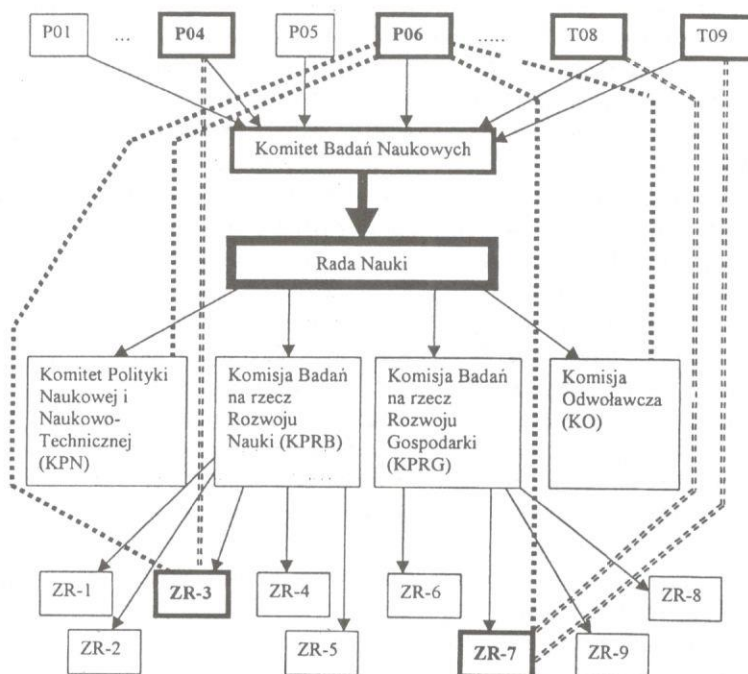 P01 ... P04 P05 P06 ..... T08 T09
Komitet Badań Naukowych
Rada Nauki
Komitet Polityki
Naukowej i
Naukowo-
Technicznej
(KPN)
Komisja Badań
na rzecz
Rozwoju
Nauki (KPRB)
Komisja Badań
na rzecz
Rozwoju
Gospodarki
(KPRG)
Komisja
Odwoławcza
(KO)
ZR-1
ZR-2
ZR-3
ZR-4
ZR-5
ZR-6
ZR-7
ZR-9
ZR-8